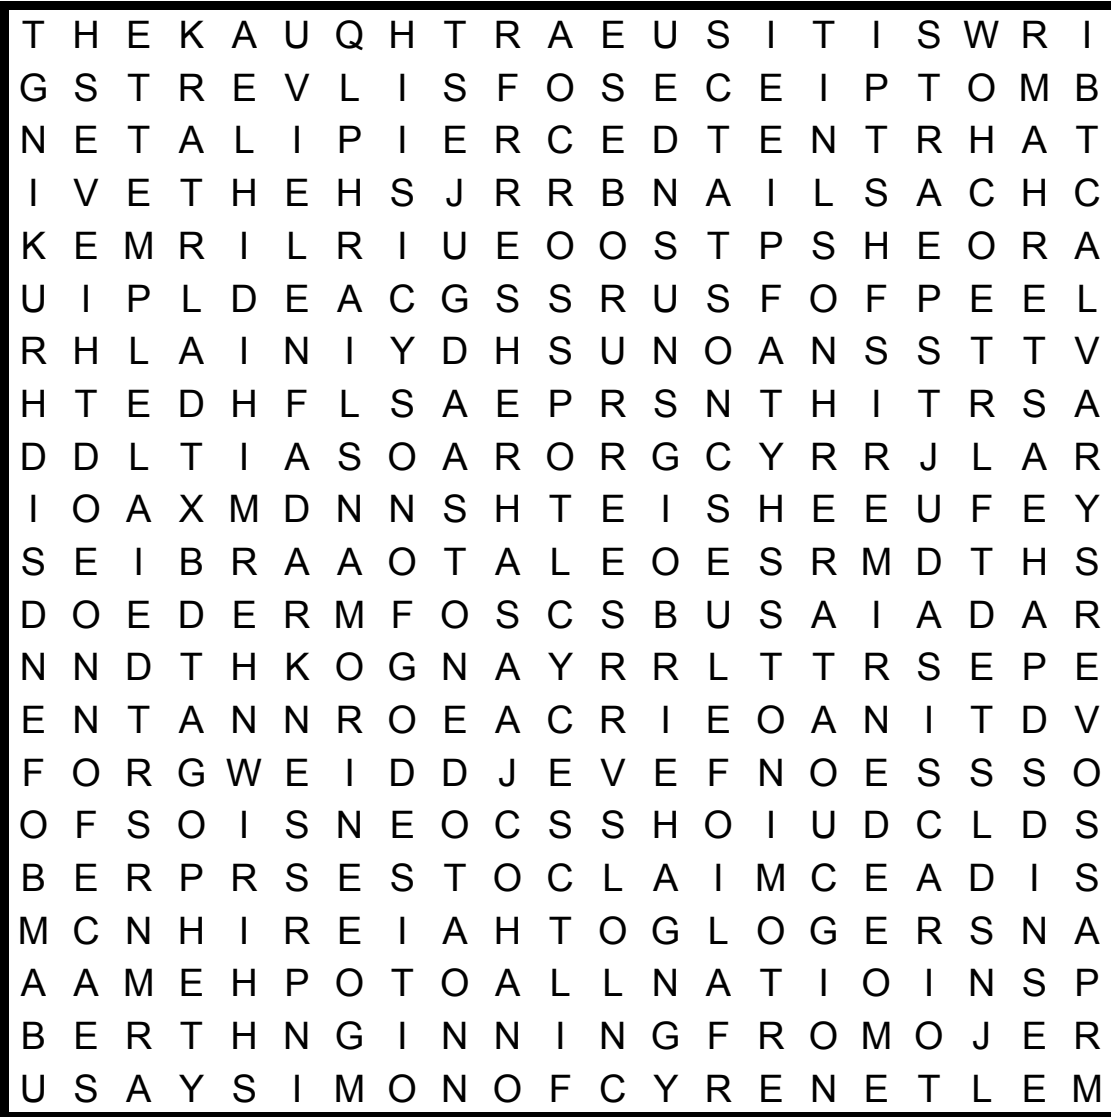 T H E K A U Q H T R A E U S I T I S W R I
G S T R E V L I S F O S E C E I P T O M B
N E T A L I P I E R C E D T E N T R H A T
I V E T H E H S J R R B N A I L S A C H C
K E M R I L R I U E O O S T P S H E O R A
U I P L D E A C G S S R U S F O F P E E L
R H L A I N I Y D H S U N O A N S S T T V
H T E D H F L S A E P R S N T H I T R S A
D D L T I A S O A R O R G C Y R R J L A R
I O A X M D N N S H T E I S H E E U F E Y
S E I B R A A O T A L E O E S R M D T H S
D O E D E R M F O S C S B U S A I A D A R
N N D T H K O G N A Y R R L T T R S E P E
E N T A N N R O E A C R I E O A N I T D V
F O R G W E I D D J E V E F N O E S S S O
O F S O I S N E O C S S H O I U D C L D S
B E R P R S E S T O C L A I M C E A D I S
M C N H I R E I A H T O G L O G E R S N A
A A M E H P O T O A L L N A T I O I N S P
B E R T H N G I N N I N G F R O M O J E R
U S A Y S I M O N O F C Y R E N E T L E M